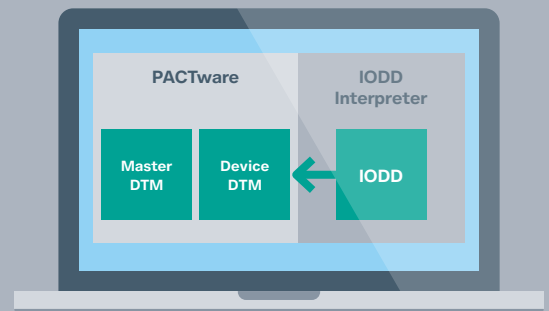 PACTware
IODD
Interpreter
Master
DTM
Device
DTM
IODD